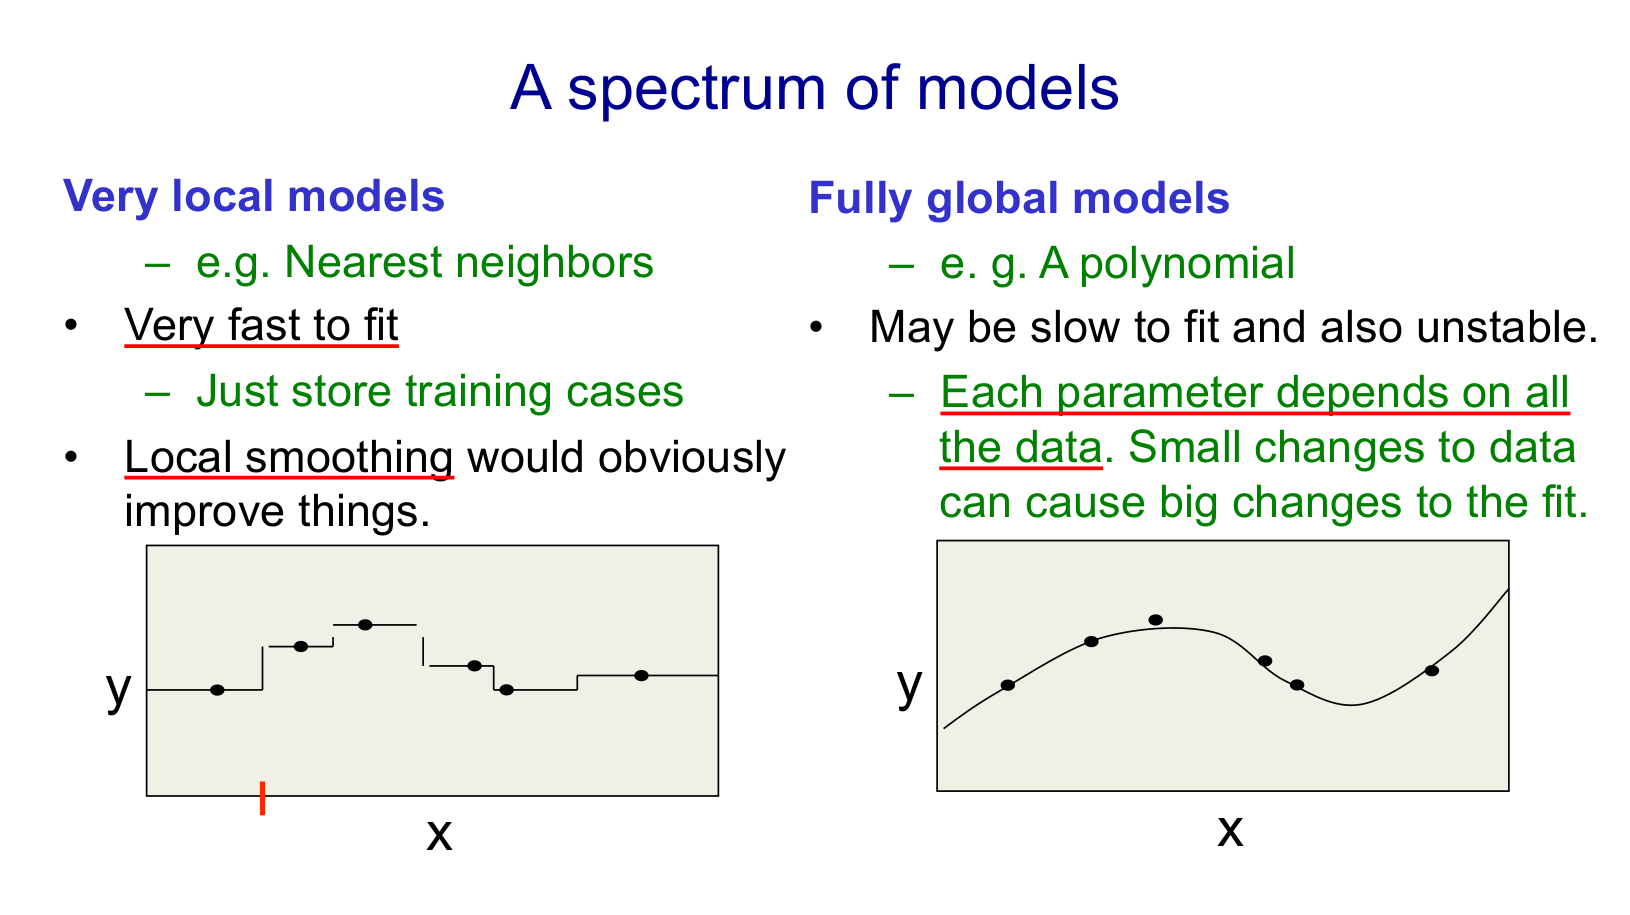 A spectrum of models
Very local models
– e.g. Nearest neighbors
• Very fast to fit
– Just store training cases
• Local smoothing would obviously
improve things.
y
x
Fully global models
– e. g. A polynomial
• May be slow to fit and also unstable.
– Each parameter depends on all
the data. Small changes to data
can cause big changes to the fit.
y
x